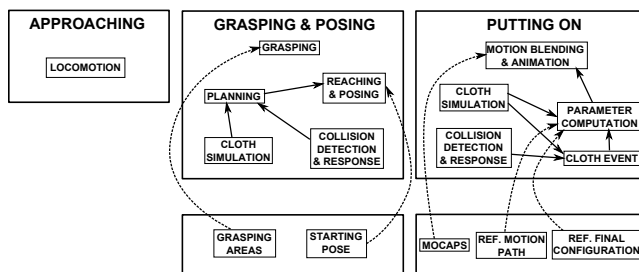 APPROACHING
LOCOMOTION
GRASPING & POSING
GRASPING
PLANNING
REACHING
& POSING
CLOTH
SIMULATION
COLLISION
DETECTION
& RESPONSE
PUTTING ON
MOTION BLENDING
& ANIMATION
CLOTH
SIMULATION
PARAMETER
COMPUTATION
COLLISION
DETECTION
& RESPONSE
CLOTH EVENT
GRASPING
AREAS
STARTING
POSE
MOCAPS
REF. MOTION
PATH
REF. FINAL
CONFIGURATION